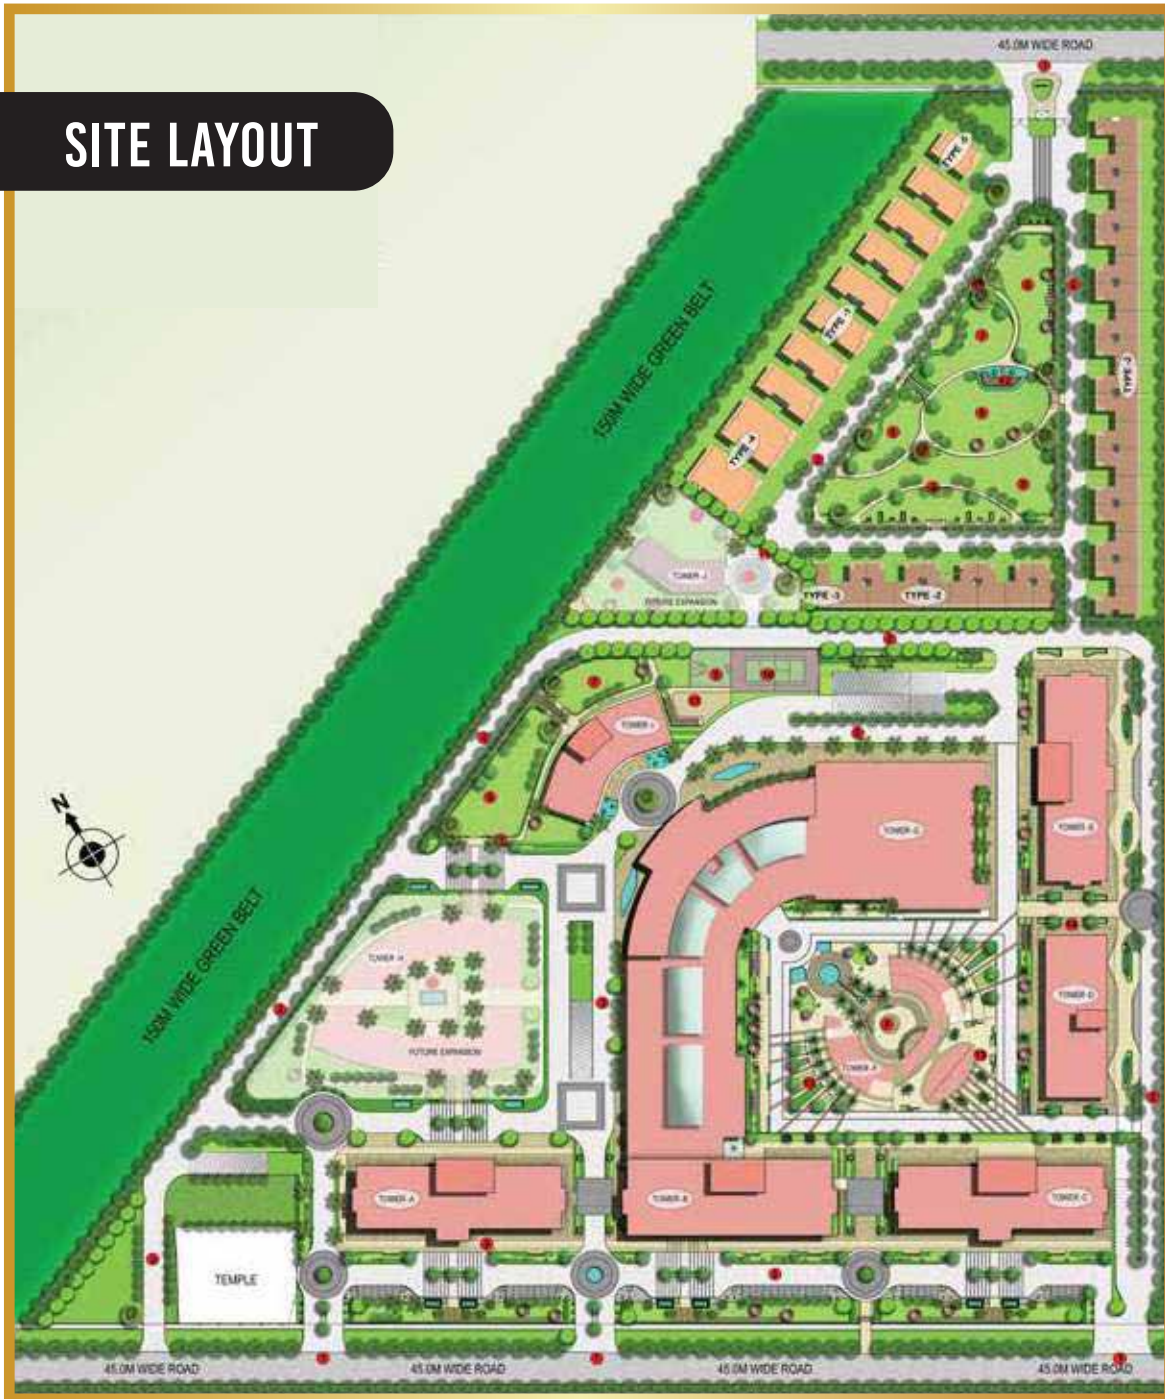 45.0M WIDE ROAD
SITE LAYOUT
TYPE -5
150M WIDE GREEN BELT
TYPE -1
TYPE -2
TYPE -4
TOWER-J
FUTURE EXPANSION
TYPE -3
TYPE -2
TOWER-I
N
TOWER-G
TOWER-E
150M WIDE GREEN BELT
TOWER-H
TOWER-D
FUTURE EXPANSION
TOWER-F
TOWER-A
TOWER-B
TOWER-C
TEMPLE
45.0M WIDE ROAD
45.0M WIDE ROAD
45.0M WIDE ROAD
45.0M WIDE ROAD